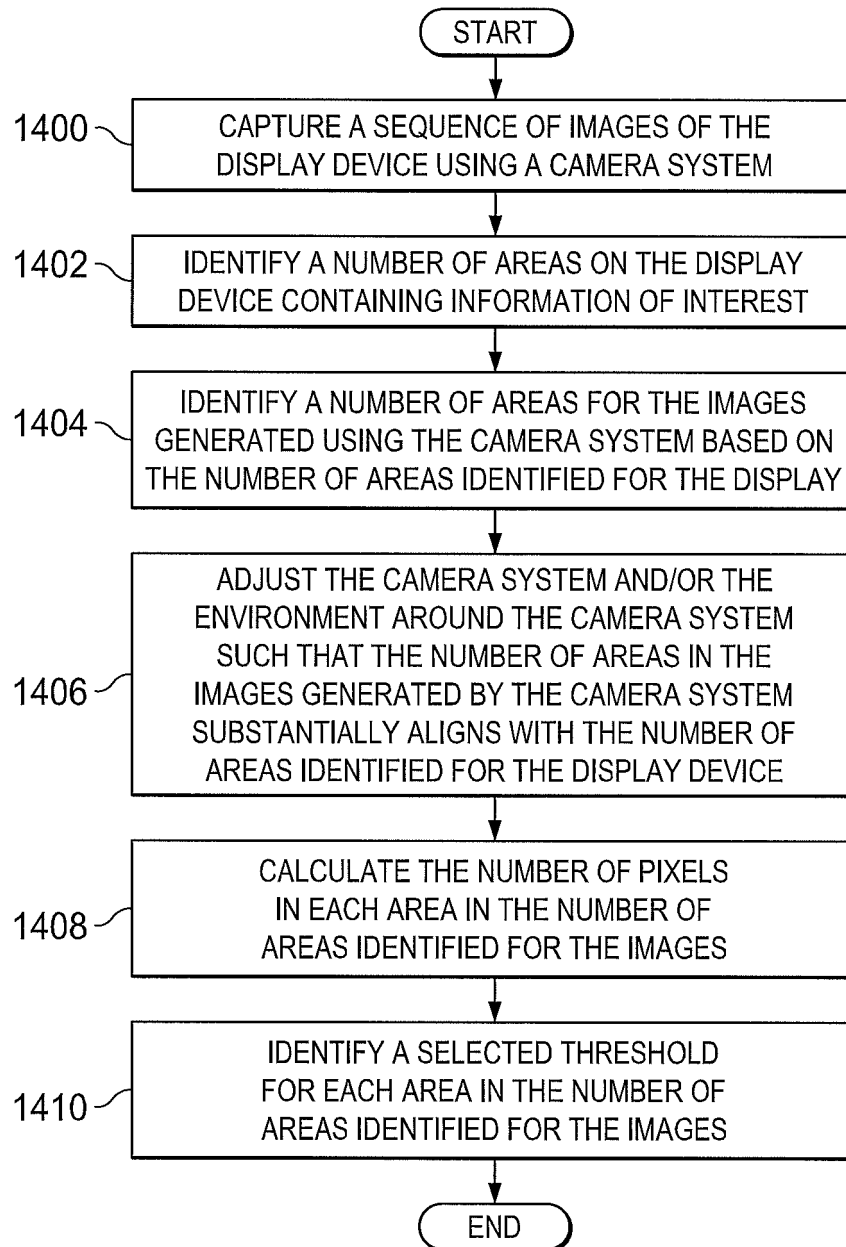 START
1400
CAPTURE A SEQUENCE OF IMAGES OF THE
DISPLAY DEVICE USING A CAMERA SYSTEM
1402
IDENTIFY A NUMBER OF AREAS ON THE DISPLAY
DEVICE CONTAINING INFORMATION OF INTEREST
1404
IDENTIFY A NUMBER OF AREAS FOR THE IMAGES
GENERATED USING THE CAMERA SYSTEM BASED ON
THE NUMBER OF AREAS IDENTIFIED FOR THE DISPLAY
1406
ADJUST THE CAMERA SYSTEM AND/OR THE
ENVIRONMENT AROUND THE CAMERA SYSTEM
SUCH THAT THE NUMBER OF AREAS IN THE
IMAGES GENERATED BY THE CAMERA SYSTEM
SUBSTANTIALLY ALIGNS WITH THE NUMBER OF
AREAS IDENTIFIED FOR THE DISPLAY DEVICE
1408
CALCULATE THE NUMBER OF PIXELS
IN EACH AREA IN THE NUMBER OF
AREAS IDENTIFIED FOR THE IMAGES
1410
IDENTIFY A SELECTED THRESHOLD
FOR EACH AREA IN THE NUMBER OF
AREAS IDENTIFIED FOR THE IMAGES
END